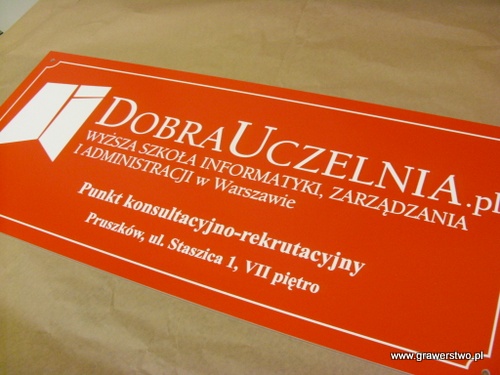 DOBRAUCZELNIA.pl
WYŻSZA SZKOŁA INFORMATYKI, ZARZĄDZANIA
I ADMINISTRACJI w Warszawie
Punkt konsultacyjno-rekrutacyjny
Pruszków, ul. Staszica 1, VII piętro
www.grawerstwo.pl